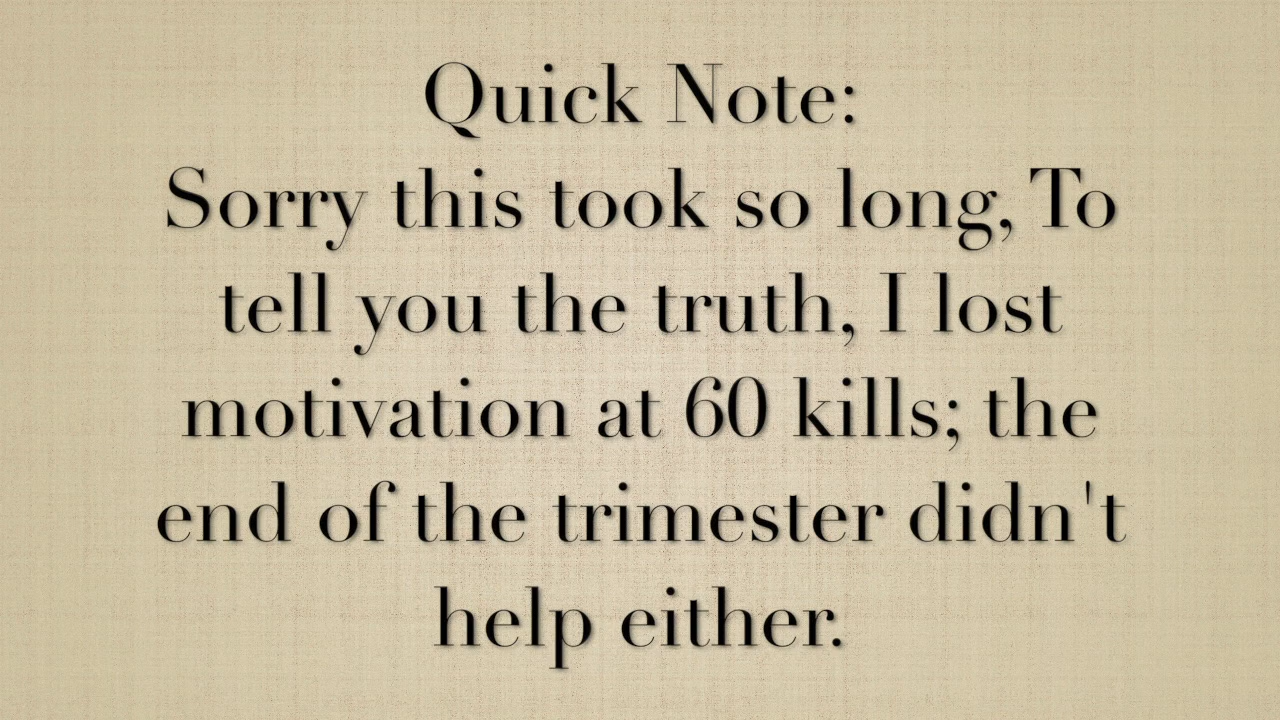 Quick Note:
Sorry this took so long, To
tell you the truth, I lost
motivation at 60 kills; the
end of the trimester didn't
help either.